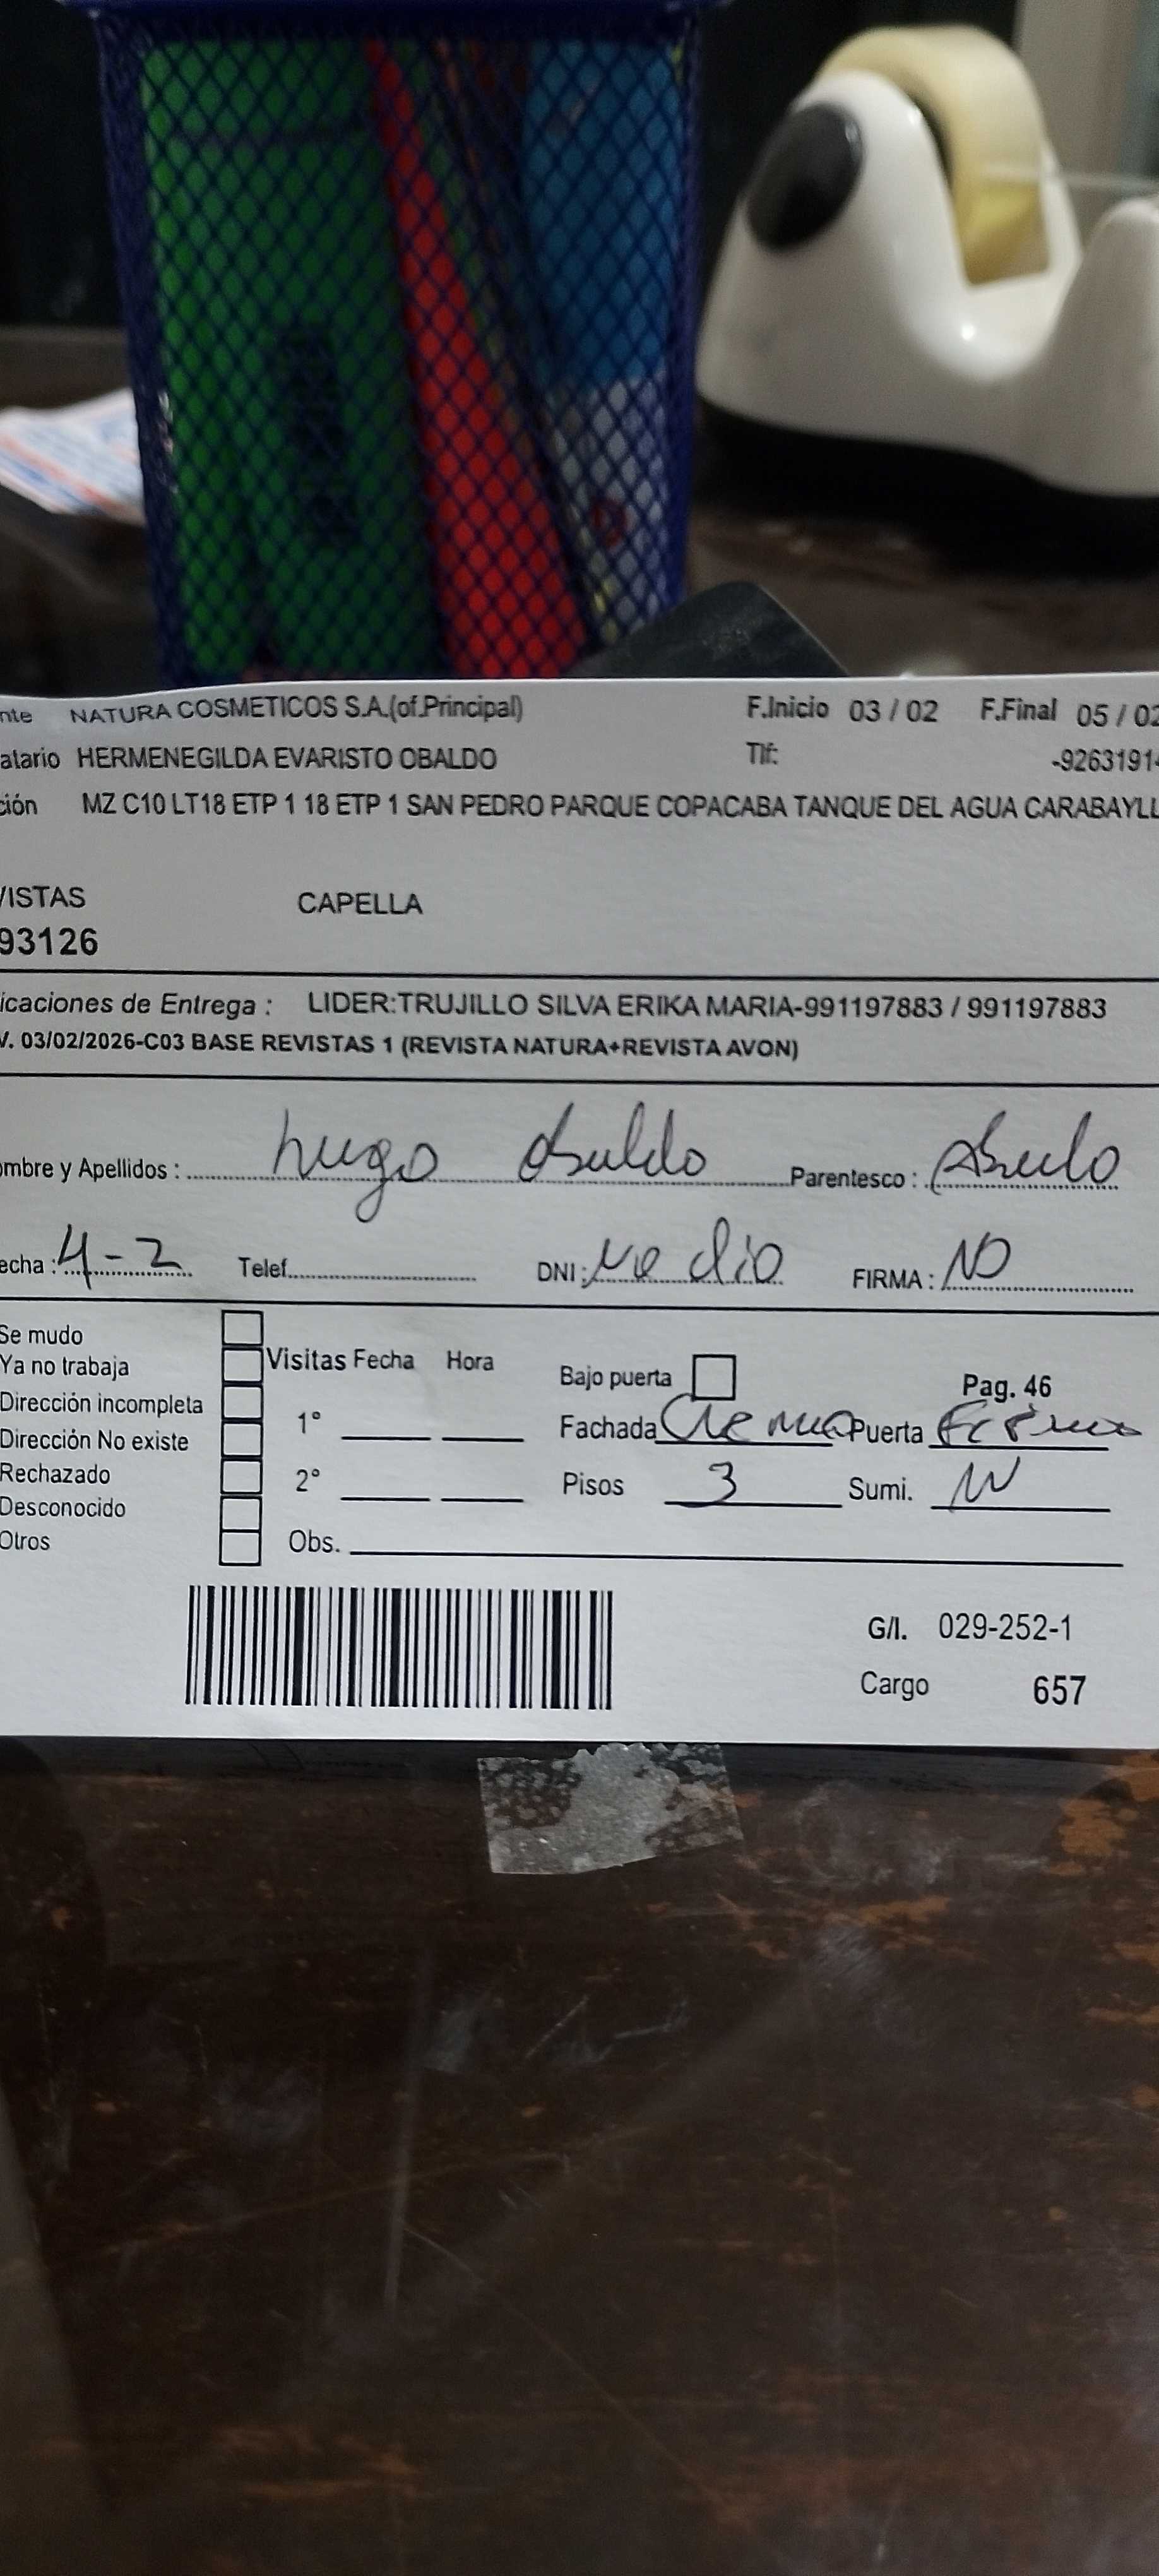 nte NATURA COSMETICOS S.A.(of.Principal) F.Inicio 03 / 02 F.Final 05 / 02
alario HERMENEGILDA EVARISTO OBALDO Tlf: -9263191
ción MZ C10 LT18 ETP 1 18 ETP 1 SAN PEDRO PARQUE COPACABA TANQUE DEL AGUA CARABAYLL
VISTAS CAPELLA
93126
icaciones de Entrega : LIDER:TRUJILLO SILVA ERIKA MARIA-991197883 / 991197883
V. 03/02/2026-C03 BASE REVISTAS 1 (REVISTA NATURA+REVISTA AVON)
ombre y Apellidos : hugo Obaldo Parentesco : Abuelo
echa : 4-2 Telef. DNI : No dio FIRMA : NO
Se mudo
Ya no trabaja Visitas Fecha Hora Bajo puerta Pag. 46
Dirección incompleta 1° Fachada Crema Puerta
Dirección No existe
Rechazado 2° Pisos 3 Sumi.
Desconocido
Otros Obs.
G/I. 029-252-1
Cargo 657